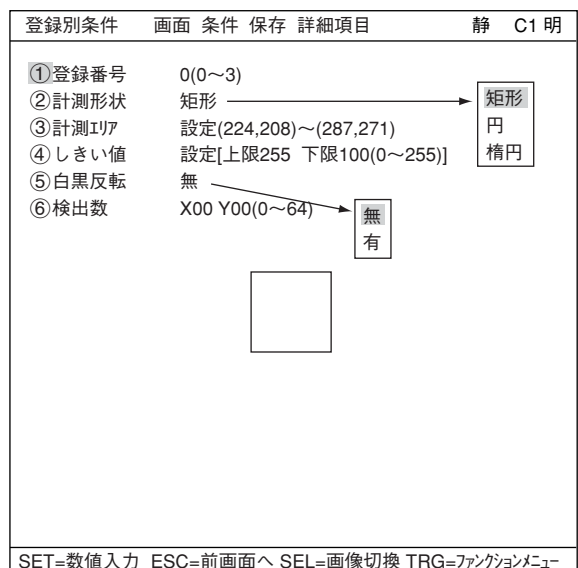 登録別条件 画面 条件 保存 詳細項目 静 C1 明
①登録番号 0(0～3)
②計測形状 矩形
③計測ｴﾘｱ 設定(224,208)～(287,271)
④しきい値 設定[上限255 下限100(0～255)]
⑤白黒反転 無
⑥検出数 X00 Y00(0～64)
矩形
円
楕円
無
有
SET=数値入力 ESC=前画面へ SEL=画像切換 TRG=ﾌｧﾝｸｼｮﾝﾒﾆｭｰ